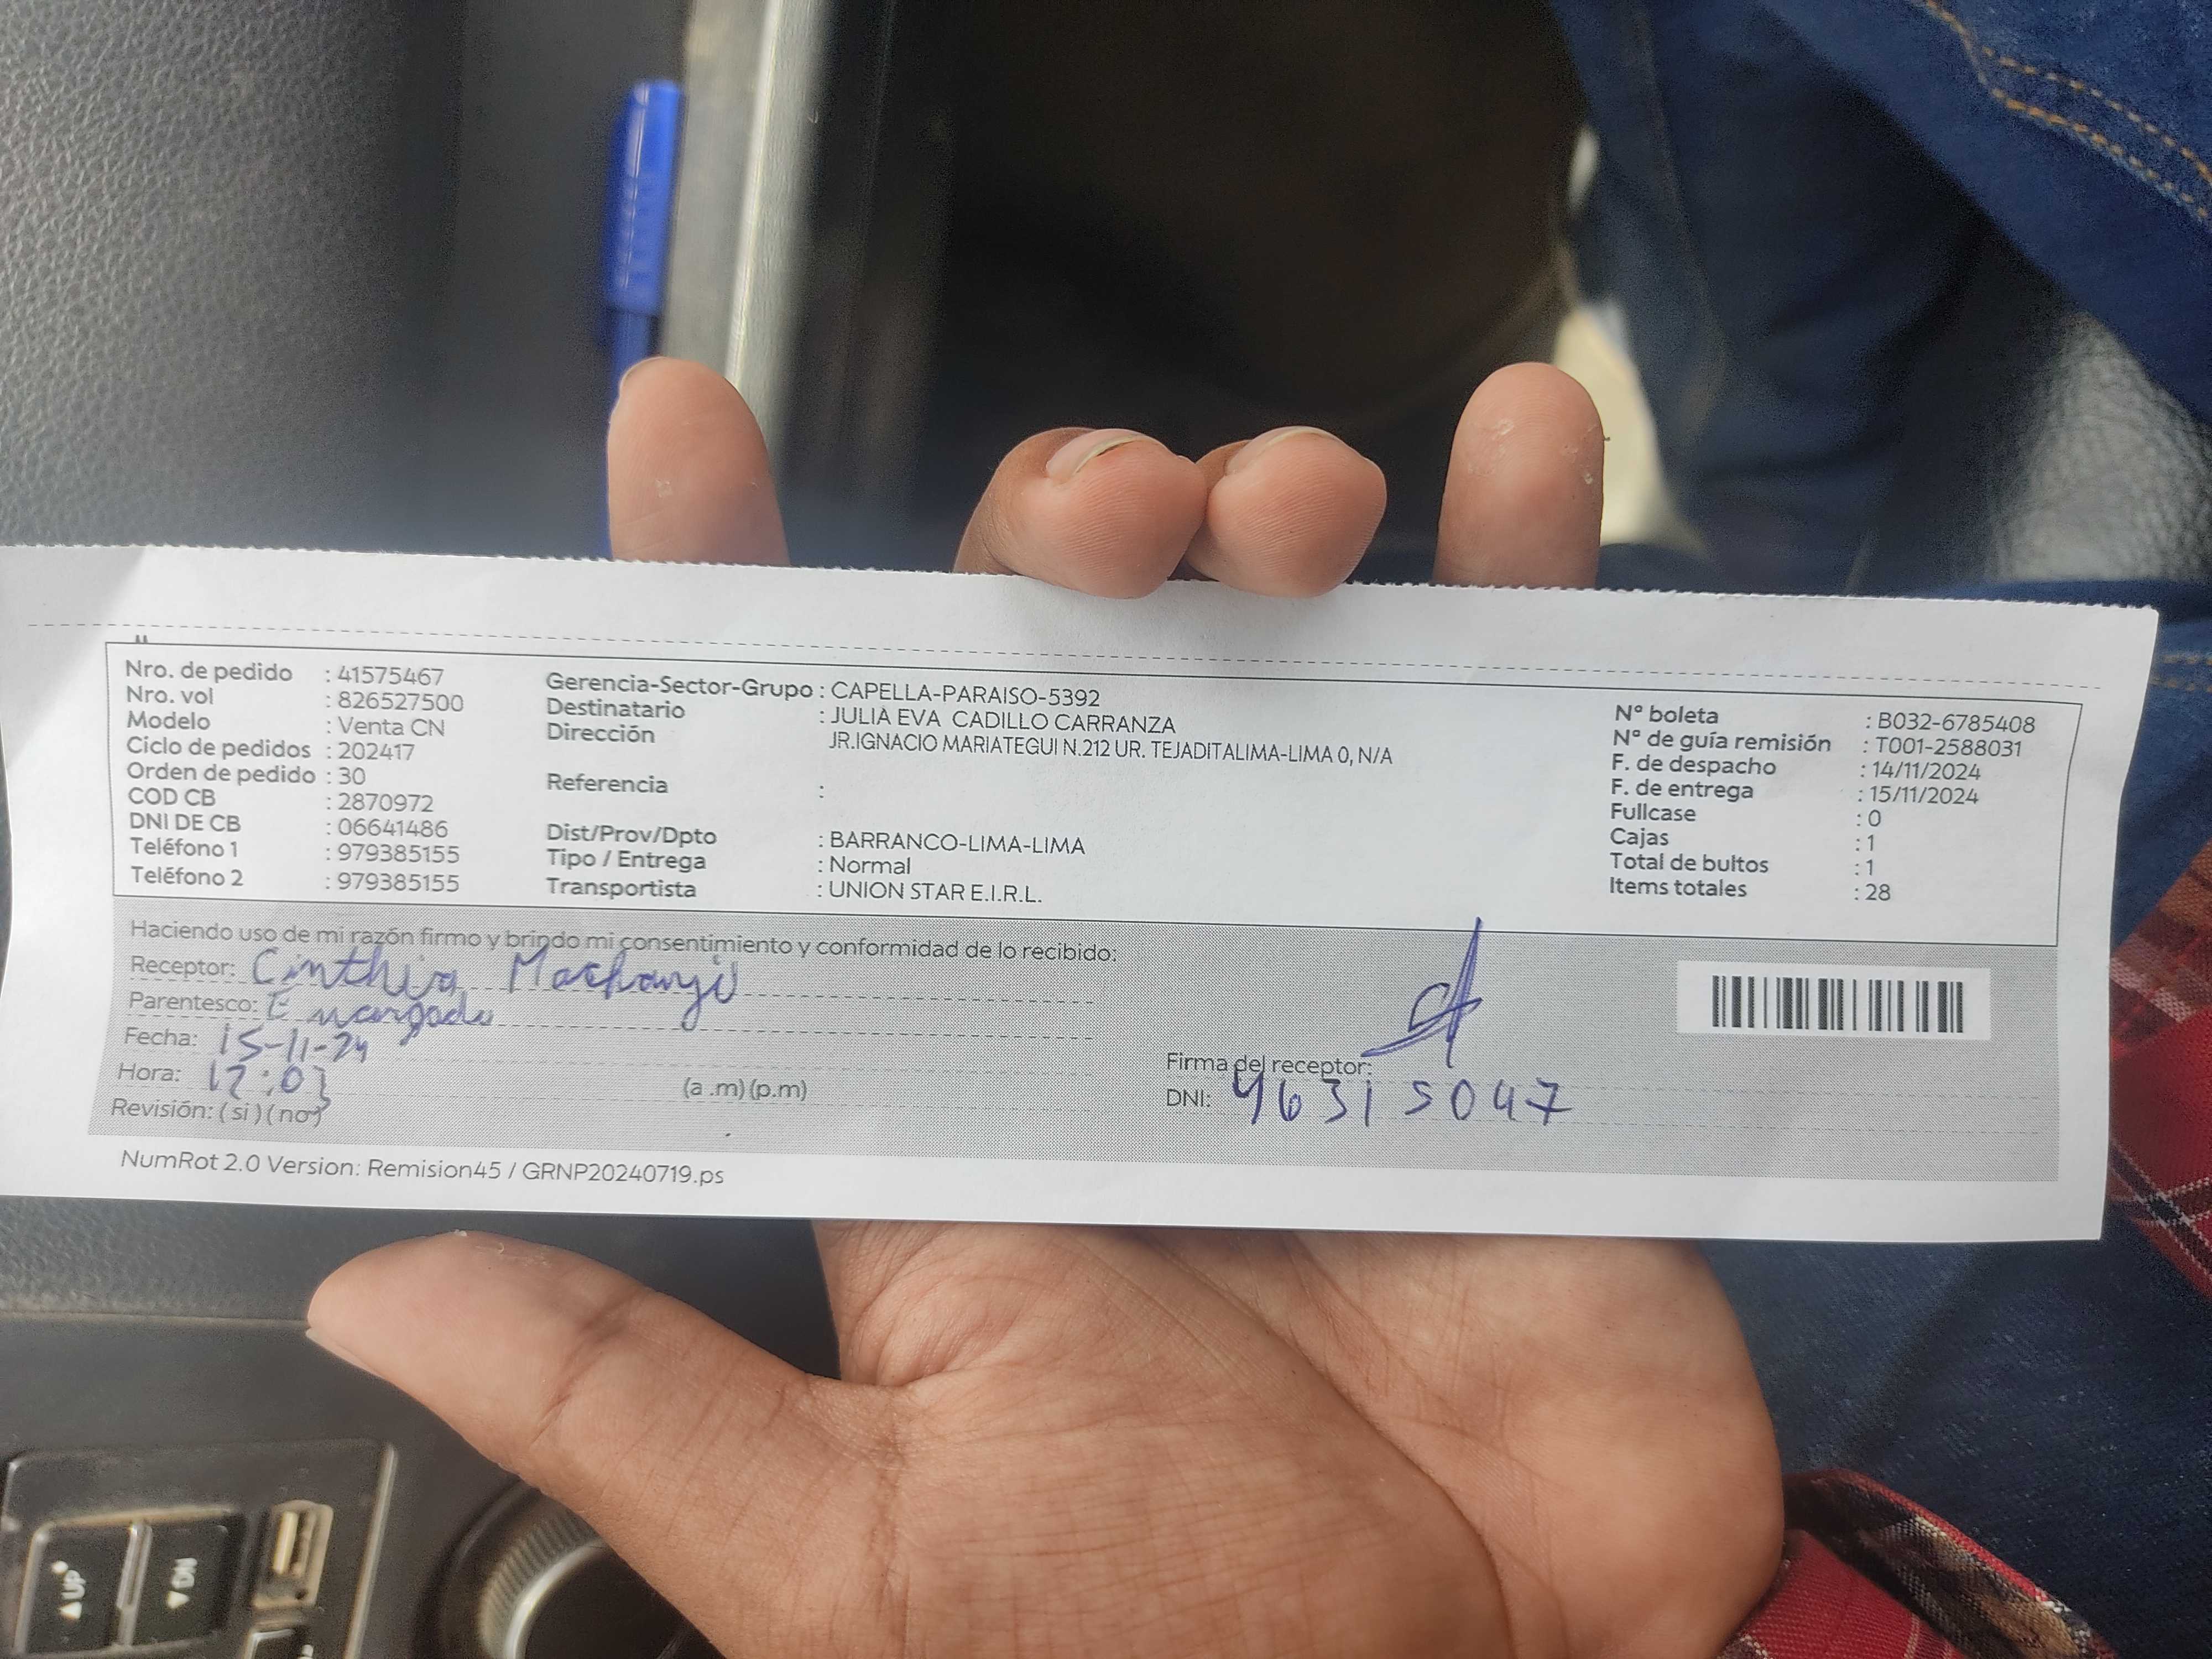 Nro. de pedido : 41575467
Nro. vol : 826527500
Modelo : Venta CN
Ciclo de pedidos : 202417
Orden de pedido : 30
COD CB : 2870972
DNI DE CB : 06641486
Teléfono 1 : 979385155
Teléfono 2 : 979385155
Gerencia-Sector-Grupo : CAPELLA-PARAISO-5392
Destinatario : JULIA EVA CADILLO CARRANZA
Dirección JR.IGNACIO MARIATEGUI N.212 UR. TEJADITALIMA-LIMA 0, N/A
Referencia :
Dist/Prov/Dpto : BARRANCO-LIMA-LIMA
Tipo / Entrega : Normal
Transportista : UNION STAR E.I.R.L.
N° boleta : B032-6785408
N° de guía remisión : T001-2588031
F. de despacho : 14/11/2024
F. de entrega : 15/11/2024
Fullcase : 0
Cajas : 1
Total de bultos : 1
Items totales : 28
Haciendo uso de mi razón firmo y brindo mi consentimiento y conformidad de lo recibido:
Receptor: Cinthia
Parentesco:
Fecha: 15-11-24
Hora: 12:03 (a .m) (p.m)
Revisión: ( si ) ( no )
Firma del receptor:
DNI: 46315047
NumRot 2.0 Version: Remision45 / GRNP20240719.ps
UP
DN